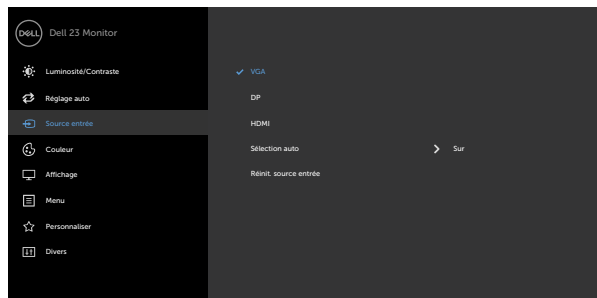 DELL Dell 23 Monitor
Luminosité/Contraste
Réglage auto
Source entrée
Couleur
Affichage
Menu
Personnaliser
Divers
VGA
DP
HDMI
Sélection auto Sur
Réinit. source entrée